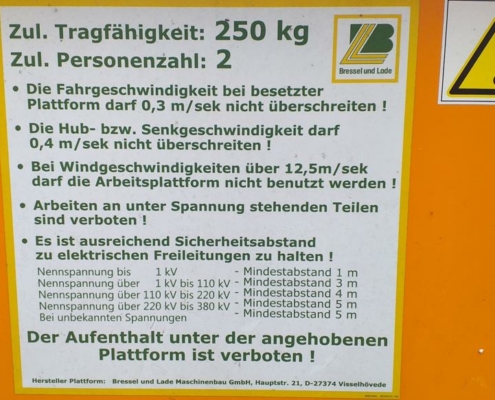 Zul. Tragfähigkeit: 250 kg
Zul. Personenzahl: 2
LB
Bressel und Lade
• Die Fahrgeschwindigkeit bei besetzter
Plattform darf 0,3 m/sek nicht überschreiten !
• Die Hub- bzw. Senkgeschwindigkeit darf
0,4 m/sek nicht überschreiten !
• Bei Windgeschwindigkeiten über 12,5m/sek
darf die Arbeitsplattform nicht benutzt werden !
• Arbeiten an unter Spannung stehenden Teilen
sind verboten !
• Es ist ausreichend Sicherheitsabstand
zu elektrischen Freileitungen zu halten !
Nennspannung bis 1 kV - Mindestabstand 1 m
Nennspannung über 1 kV bis 110 kV - Mindestabstand 3 m
Nennspannung über 110 kV bis 220 kV - Mindestabstand 4 m
Nennspannung über 220 kV bis 380 kV - Mindestabstand 5 m
Bei unbekannten Spannungen - Mindestabstand 5 m
Der Aufenthalt unter der angehobenen
Plattform ist verboten !
Hersteller Plattform: Bressel und Lade Maschinenbau GmbH, Hauptstr. 21, D-27374 Visselhövede